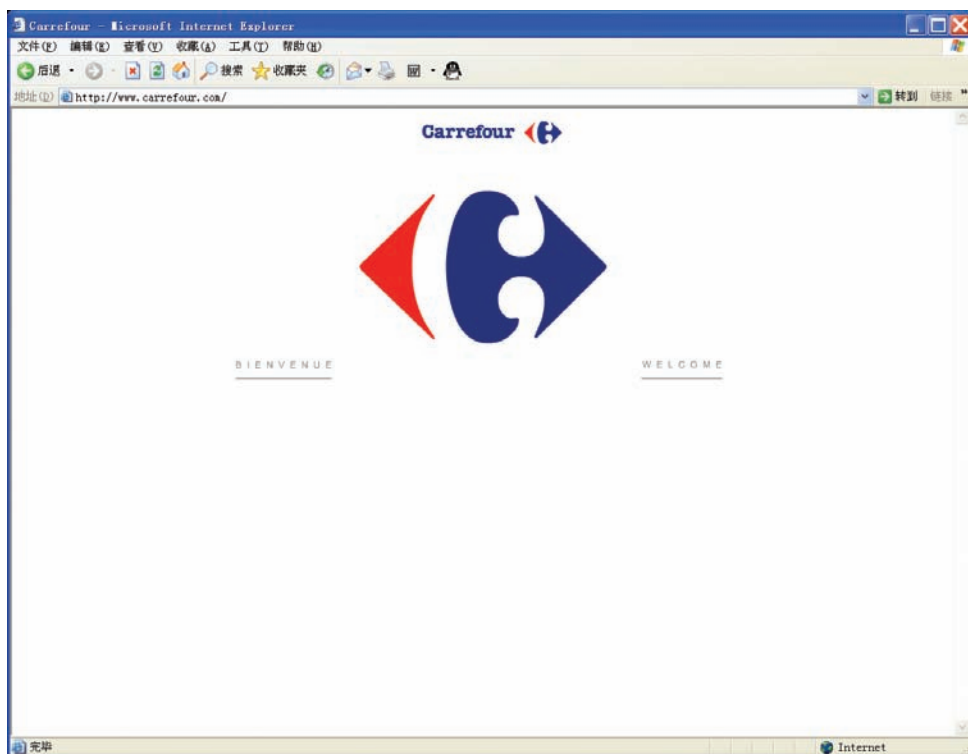 Carrefour - Microsoft Internet Explorer
文件(F) 编辑(E) 查看(V) 收藏(A) 工具(T) 帮助(H)
后退 搜索 收藏夹
地址(D) http://www.carrefour.com/ 转到 链接 »
Carrefour
BIENVENUE WELCOME
完毕 Internet